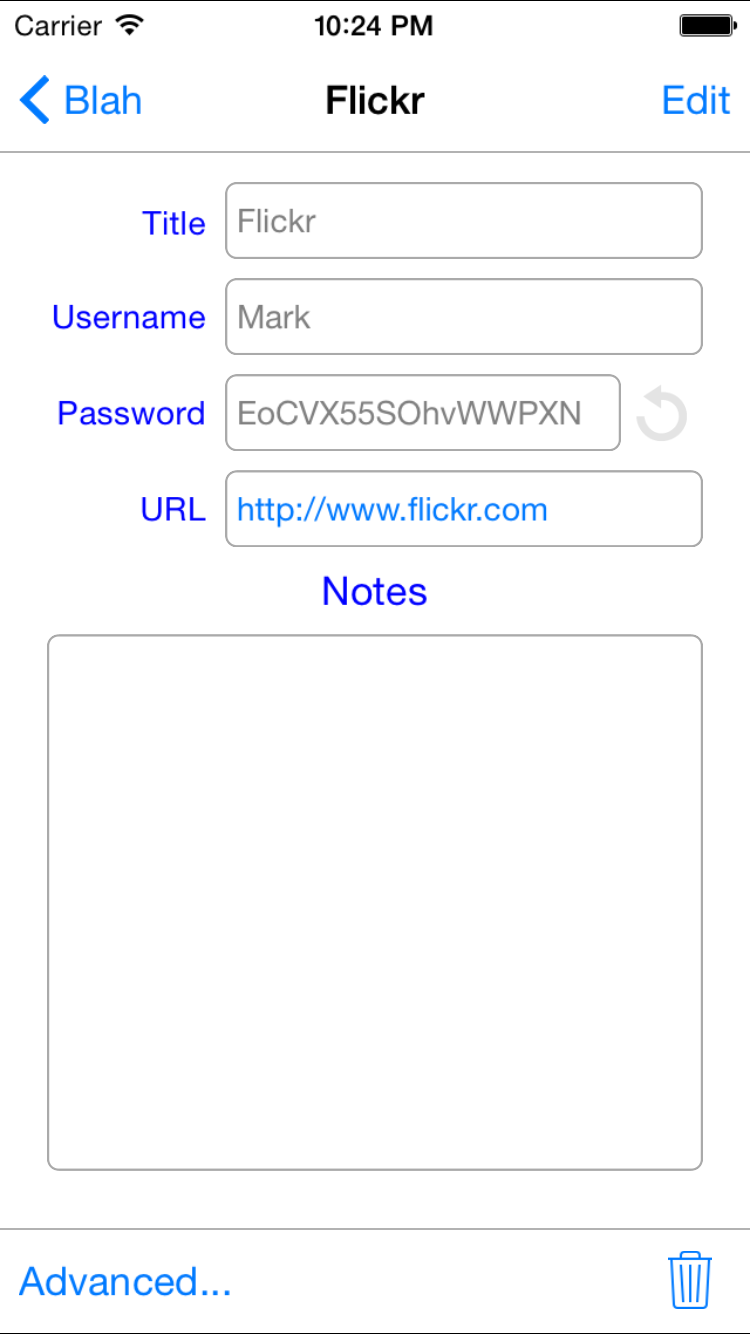 Carrier 10:24 PM
Blah Flickr Edit
Title Flickr
Username Mark
Password EoCVX55SOhvWWPXN
URL http://www.flickr.com
Notes
Advanced...